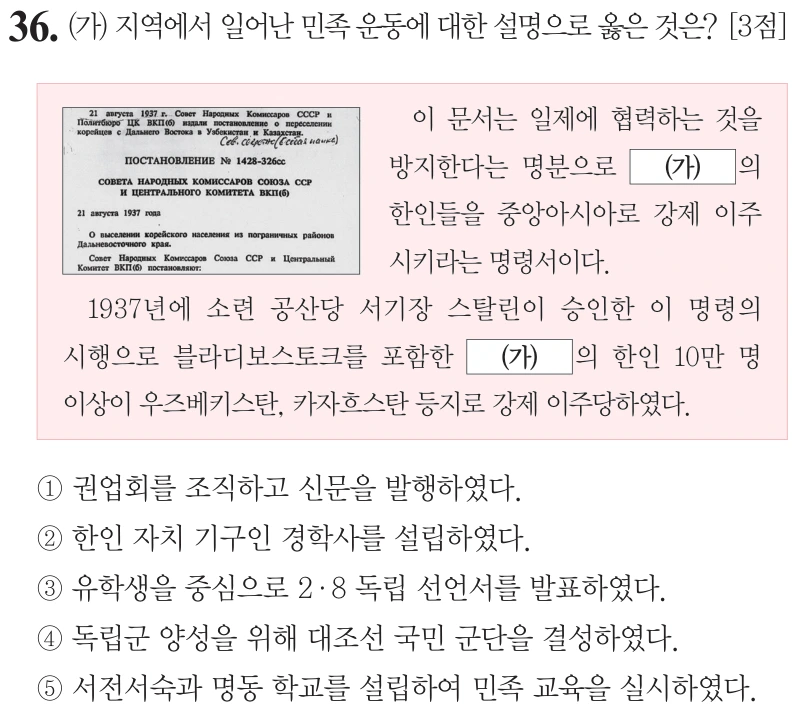 36. (가) 지역에서 일어난 민족 운동에 대한 설명으로 옳은 것은? [3점]
21 августа 1937 г. Совет Народных Комиссаров СССР и
Политбюро ЦК ВКП(б) издали постановление о переселении
корейцев с Дальнего Востока в Узбекистан и Казахстан.
ПОСТАНОВЛЕНИЕ № 1428-326сс
СОВЕТА НАРОДНЫХ КОМИССАРОВ СОЮЗА ССР
И ЦЕНТРАЛЬНОГО КОМИТЕТА ВКП(б)
21 августа 1937 года
О выселении корейского населения из пограничных районов
Дальневосточного края.
Совет Народных Комиссаров Союза ССР и Центральный
Комитет ВКП(б) постановляют:
이 문서는 일제에 협력하는 것을
방지한다는 명분으로 (가) 의
한인들을 중앙아시아로 강제 이주
시키라는 명령서이다.
1937년에 소련 공산당 서기장 스탈린이 승인한 이 명령의
시행으로 블라디보스토크를 포함한 (가) 의 한인 10만 명
이상이 우즈베키스탄, 카자흐스탄 등지로 강제 이주당하였다.
① 권업회를 조직하고 신문을 발행하였다.
② 한인 자치 기구인 경학사를 설립하였다.
③ 유학생을 중심으로 2·8 독립 선언서를 발표하였다.
④ 독립군 양성을 위해 대조선 국민 군단을 결성하였다.
⑤ 서전서숙과 명동 학교를 설립하여 민족 교육을 실시하였다.